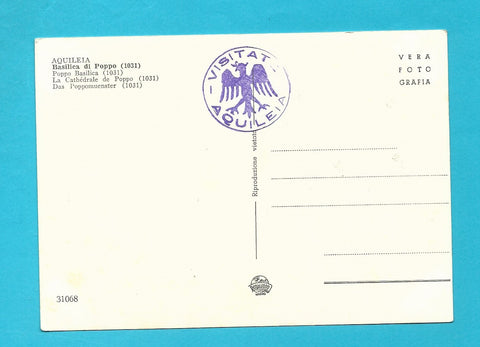 AQUILEIA
Basilica di Poppo (1031)
Poppo Basilica (1031)
La Cathédrale de Poppo (1031)
Das Poppomuenster (1031)
- VISITATE -
AQUILEIA
VERA
FOTO
GRAFIA
Riproduzione vietata
31068